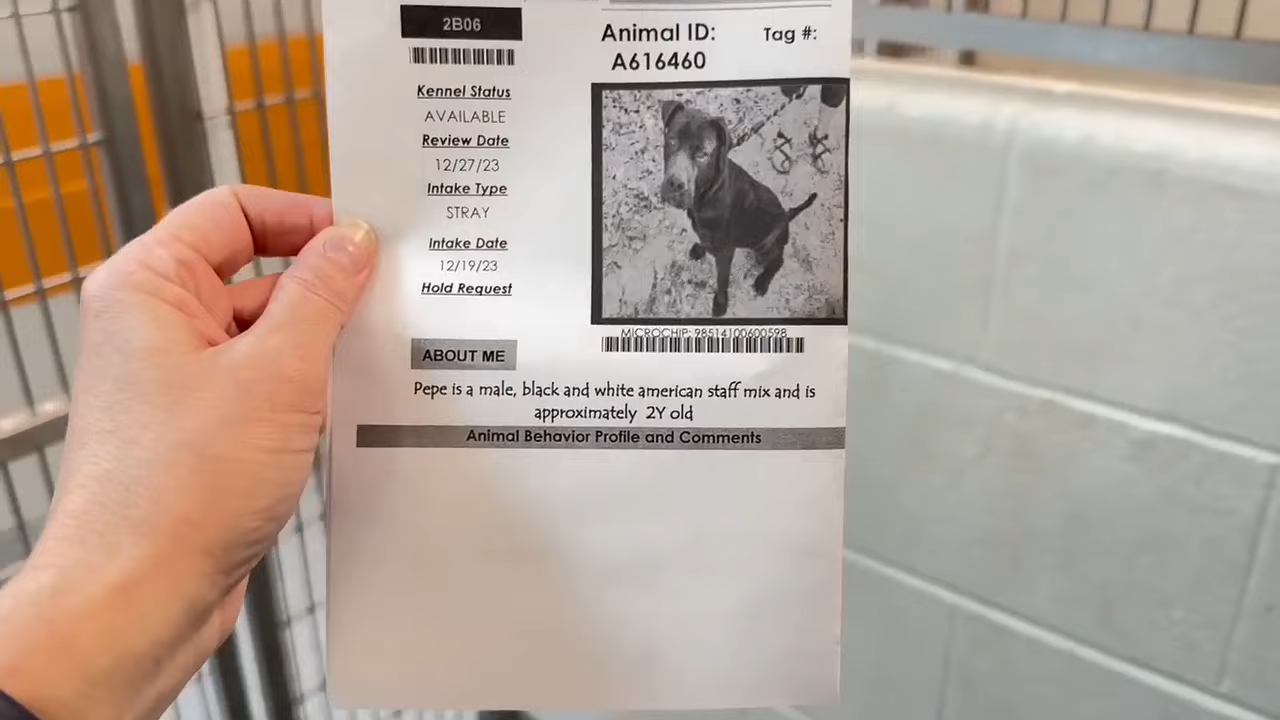 2B06
Animal ID:
Tag #:
A616460
Kennel Status
AVAILABLE
Review Date
12/27/23
Intake Type
STRAY
Intake Date
12/19/23
Hold Request
MICROCHIP: 98514100600598
ABOUT ME
Pepe is a male, black and white american staff mix and is
approximately 2Y old
Animal Behavior Profile and Comments